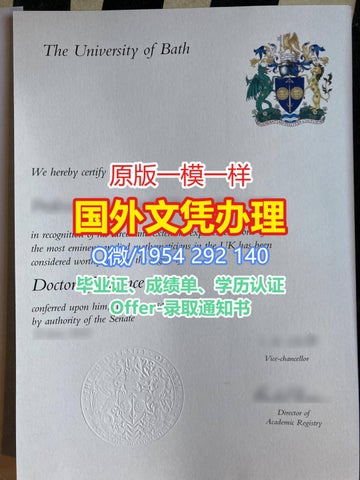 The University of Bath
We hereby certify
原版一模一样
国外文凭办理
in recognition of
the most eminent mathematicians in the UK has been
Q微/1954 292 140
considered
Doctor
毕业证、成绩单、学历认证
conferred upon him
Offer-录取通知书
by authority of the Senate
Vice-chancellor
Director of
Academic Registry